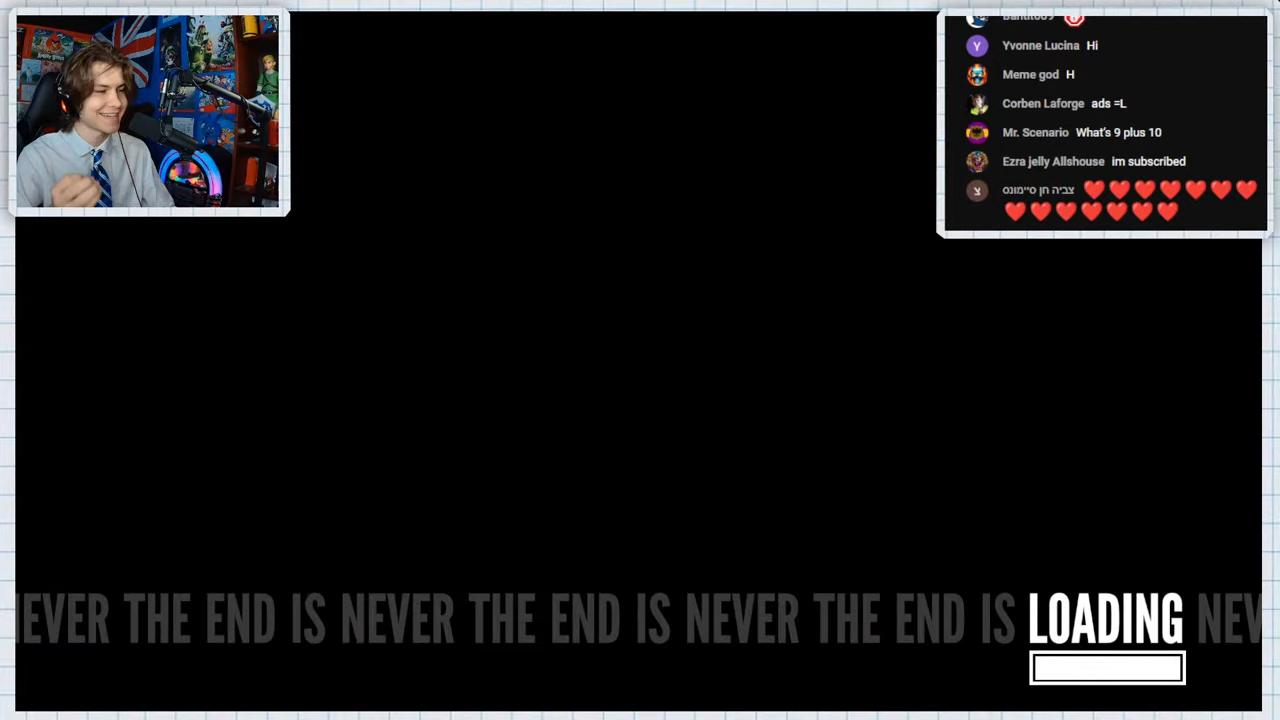 Yvonne Lucina Hi
Meme god H
Corben Laforge ads =L
Mr. Scenario What's 9 plus 10
Ezra jelly Allshouse im subscribed
צביה חן סיימונס ❤❤❤❤❤❤❤
❤❤❤❤❤❤❤
NEVER THE END IS NEVER THE END IS NEVER THE END IS LOADING NEV